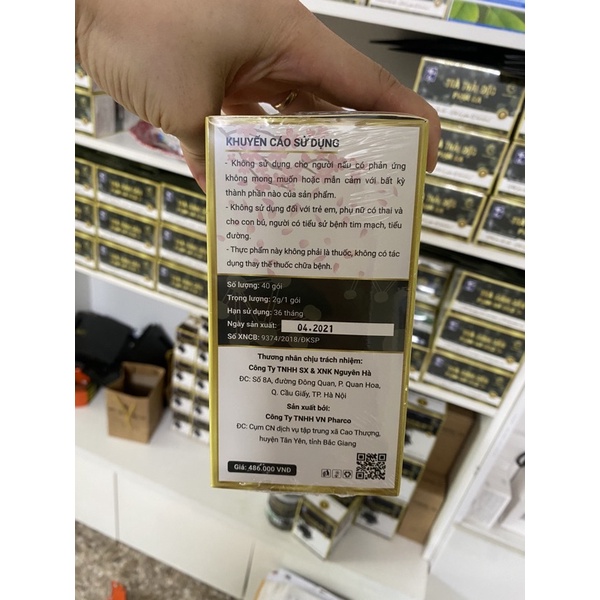 KHUYẾN CÁO SỬ DỤNG
- Không sử dụng cho người nấu có phản ứng
không mong muốn hoặc mẫn cảm với bất kỳ
thành phần nào của sản phẩm.
- Không sử dụng đối với trẻ em, phụ nữ có thai và
cho con bú, người có tiểu sử bệnh tim mạch, tiểu
đường.
- Thực phẩm này không phải là thuốc, không có tác
dụng thay thế thuốc chữa bệnh.
Số lượng: 40 gói
Trọng lượng: 2g/1 gói
Hạn sử dụng: 36 tháng
Ngày sản xuất: 04.2021
Số XNCB: 9374/2018/ĐKSP
Thương nhân chịu trách nhiệm:
Công Ty TNHH SX & XNK Nguyên Hà
ĐC: Số 8A, đường Đông Quan, P. Quan Hoa,
Q. Cầu Giấy, TP. Hà Nội
Sản xuất bởi:
Công Ty TNHH VN Pharco
ĐC: Cụm CN dịch vụ tập trung xã Cao Thượng,
huyện Tân Yên, tỉnh Bắc Giang
Giá: 486.000 VNĐ
TRÀ THẢI ĐỘC